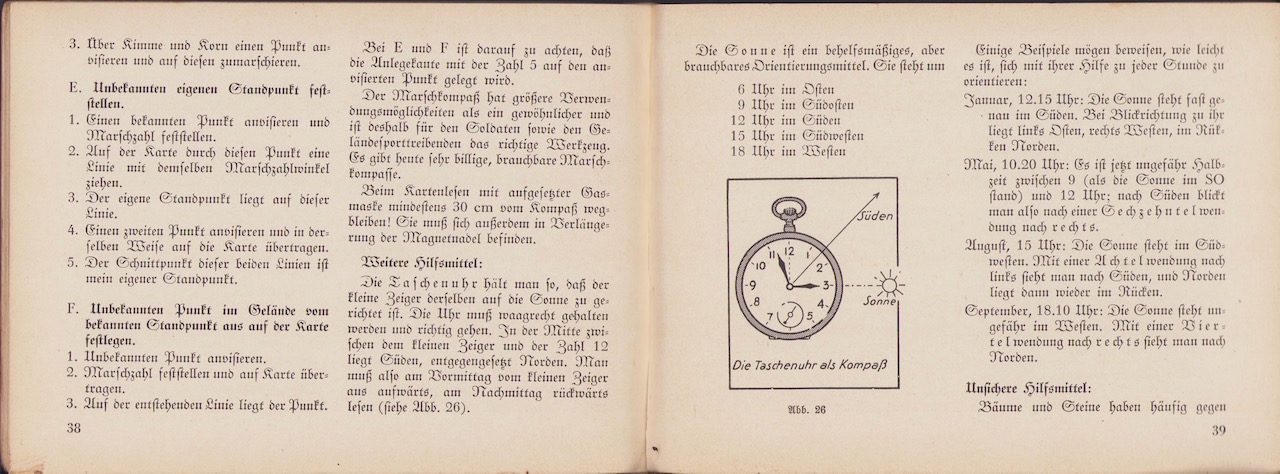 3. Über Kimme und Korn einen Punkt an-
visieren und auf diesen zumarschieren.
E. Unbekannten eigenen Standpunkt fest-
stellen.
1. Einen bekannten Punkt anvisieren und
Marschzahl feststellen.
2. Auf der Karte durch diesen Punkt eine
Linie mit demselben Marschzahlwinkel
ziehen.
3. Der eigene Standpunkt liegt auf dieser
Linie.
4. Einen zweiten Punkt anvisieren und in der-
selben Weise auf die Karte übertragen.
5. Der Schnittpunkt dieser beiden Linien ist
mein eigener Standpunkt.
F. Unbekannten Punkt im Gelände vom
bekannten Standpunkt aus auf der Karte
festlegen.
1. Unbekannten Punkt anvisieren.
2. Marschzahl feststellen und auf Karte über-
tragen.
3. Auf der entstehenden Linie liegt der Punkt.
38
Bei E und F ist darauf zu achten, daß
die Anlegekante mit der Zahl 5 auf den an-
visierten Punkt gelegt wird.
Der Marschkompaß hat größere Verwen-
dungsmöglichkeiten als ein gewöhnlicher und
ist deshalb für den Soldaten sowie den Ge-
ländesporttreibenden das richtige Werkzeug.
Es gibt heute sehr billige, brauchbare Marsch-
kompasse.
Beim Kartenlesen mit aufgesetzter Gas-
maske mindestens 30 cm vom Kompaß weg-
bleiben! Sie muß sich außerdem in Verlänge-
rung der Magnetnadel befinden.
Weitere Hilfsmittel:
Die Taschenuhr hält man so, daß der
kleine Zeiger derselben auf die Sonne zu ge-
richtet ist. Die Uhr muß waagrecht gehalten
werden und richtig gehen. In der Mitte zwi-
schen dem kleinen Zeiger und der Zahl 12
liegt Süden, entgegengesetzt Norden. Man
muß also am Vormittag vom kleinen Zeiger
aus aufwärts, am Nachmittag rückwärts
lesen (siehe Abb. 26).
Die Sonne ist ein behelfsmäßiges, aber
brauchbares Orientierungsmittel. Sie steht um
6 Uhr im Osten
9 Uhr im Südosten
12 Uhr im Süden
15 Uhr im Südwesten
18 Uhr im Westen
Süden
11 12 1
10 2
9 3
8 4
7 5
Sonne
Die Taschenuhr als Kompaß
Abb. 26
Einige Beispiele mögen beweisen, wie leicht
es ist, sich mit ihrer Hilfe zu jeder Stunde zu
orientieren:
Januar, 12.15 Uhr: Die Sonne steht fast ge-
nau im Süden. Bei Blickrichtung zu ihr
liegt links Osten, rechts Westen, im Rük-
ken Norden.
Mai, 10.20 Uhr: Es ist jetzt ungefähr Halb-
zeit zwischen 9 (als die Sonne im SO
stand) und 12 Uhr; nach Süden blickt
man also nach einer Sechzehntelwen-
dung nach rechts.
August, 15 Uhr: Die Sonne steht im Süd-
westen. Mit einer Achtelwendung nach
links sieht man nach Süden, und Norden
liegt dann wieder im Rücken.
September, 18.10 Uhr: Die Sonne steht un-
gefähr im Westen. Mit einer Vier-
telwendung nach rechts sieht man nach
Norden.
Unsichere Hilfsmittel:
Bäume und Steine haben häufig gegen
39